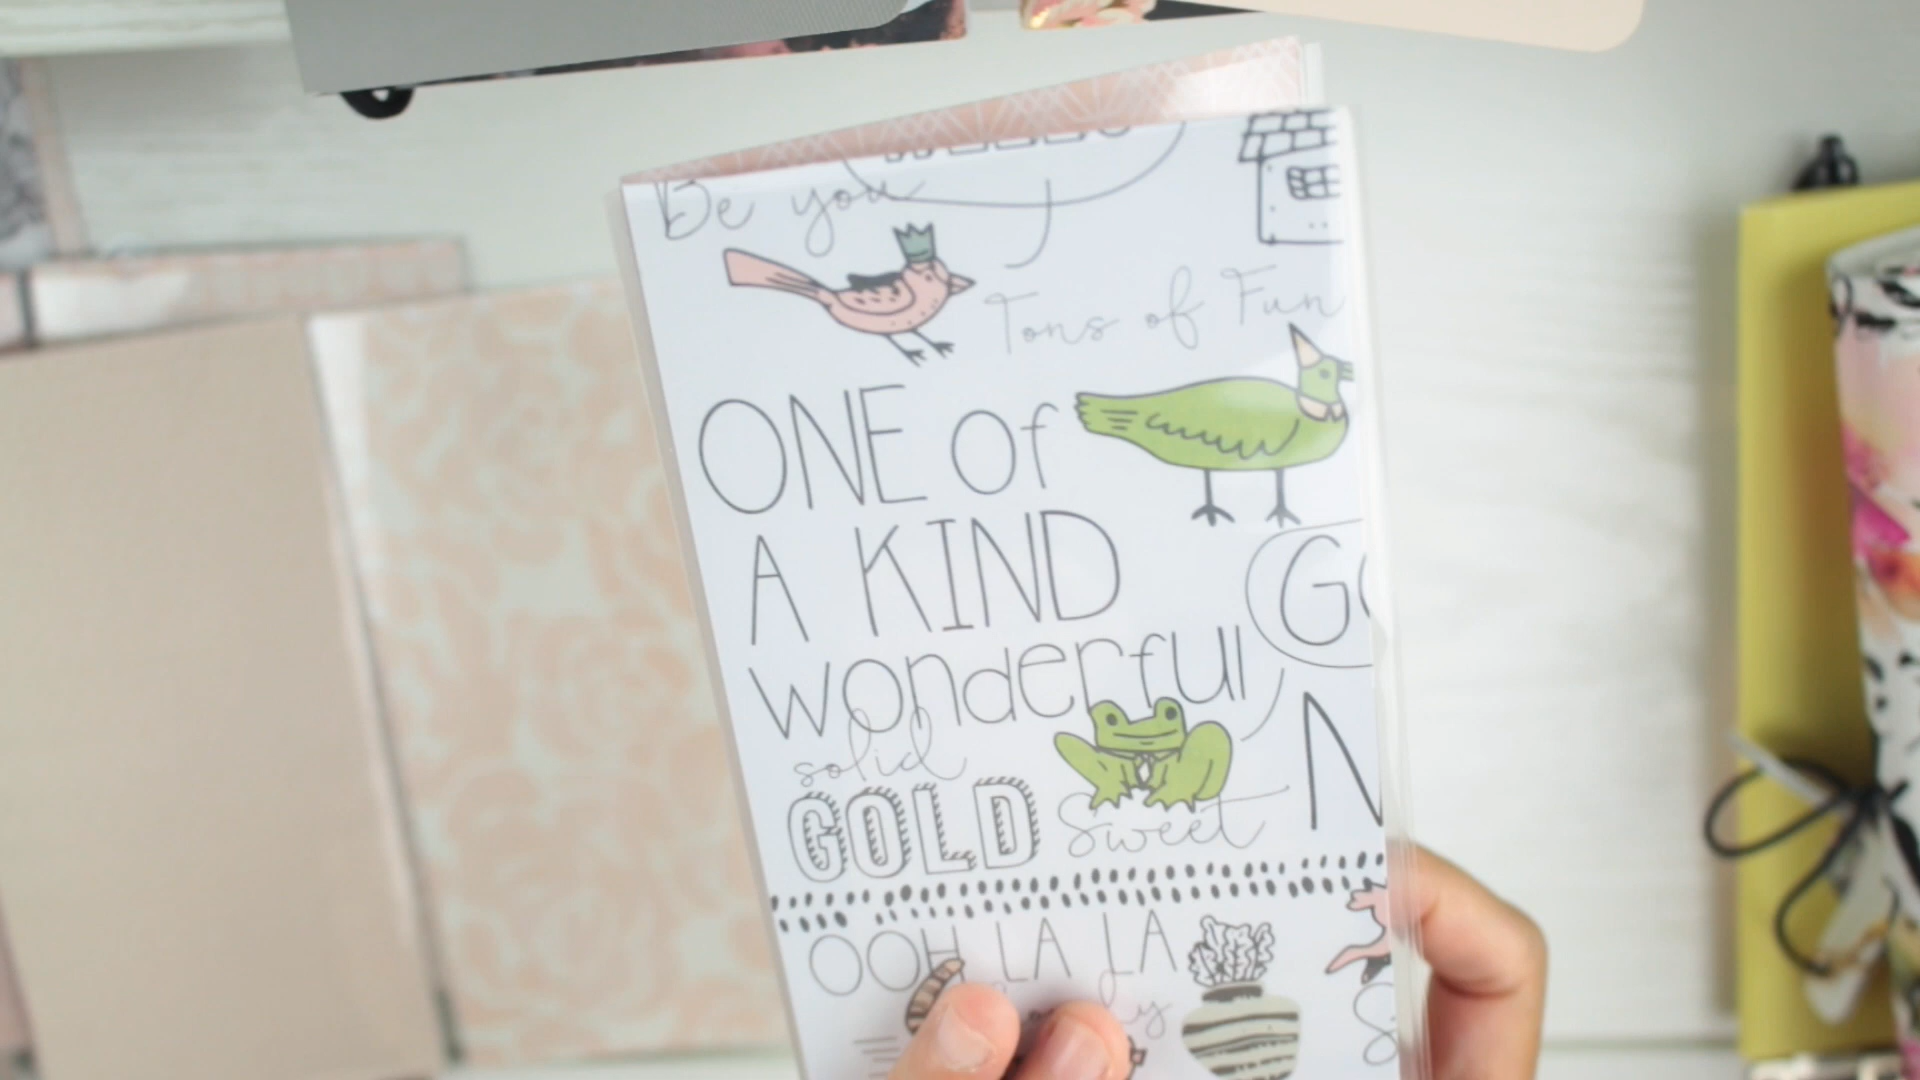 Be you
Tons of Fun
ONE of
A KIND
wonderful
solid
GOLD
Sweet
OOH LA LA